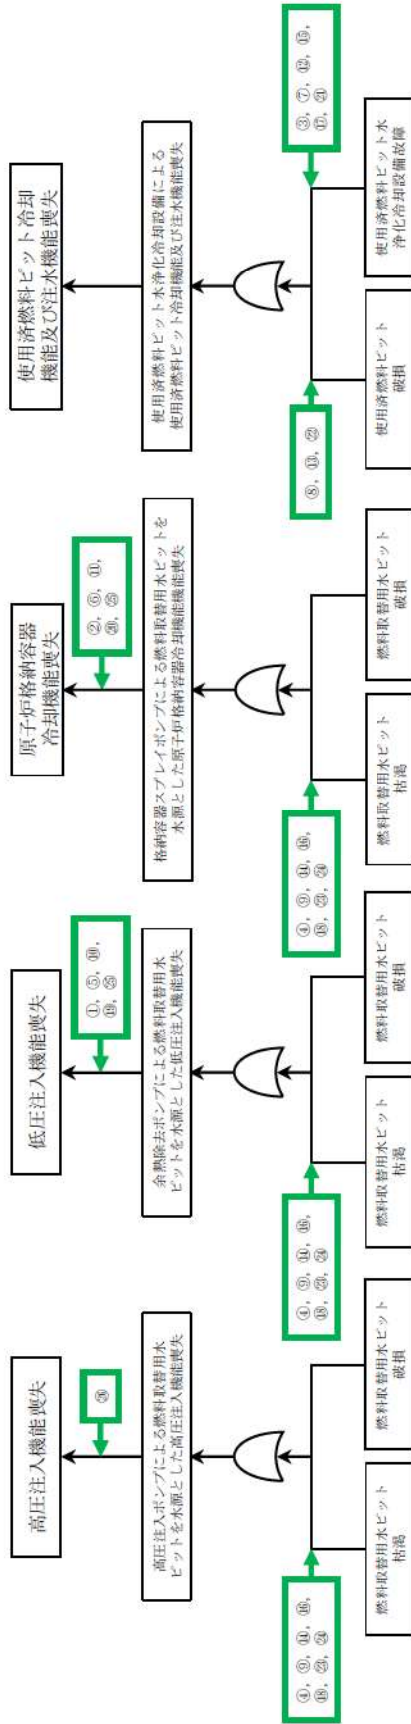 高圧注入機能喪失
㉖
高圧注入ポンプによる燃料取替用水
ピットを水源とした高圧注入機能喪失
④, ⑨, ⑭, ⑯,
⑱, ㉓, ㉔
燃料取替用水ピット
枯渇
燃料取替用水ピット
破損
低圧注入機能喪失
①, ⑤, ⑩,
⑲, ㉕
余熱除去ポンプによる燃料取替用水
ピットを水源とした低圧注入機能喪失
④, ⑨, ⑭, ⑯,
⑱, ㉓, ㉔
燃料取替用水ピット
枯渇
燃料取替用水ピット
破損
原子炉格納容器
冷却機能喪失
②, ⑥, ⑪,
⑳, ㉕
格納容器スプレイポンプによる燃料取替用水ピットを
水源とした原子炉格納容器冷却機能喪失
④, ⑨, ⑭, ⑯,
⑱, ㉓, ㉔
燃料取替用水ピット
枯渇
燃料取替用水ピット
破損
使用済燃料ピット冷却
機能及び注水機能喪失
使用済燃料ピット水浄化冷却設備による
使用済燃料ピット冷却機能及び注水機能喪失
⑧, ⑬, ㉒
③, ⑦, ⑫, ⑮,
⑰, ㉑
使用済燃料ピット
破損
使用済燃料ピット水
浄化冷却設備故障